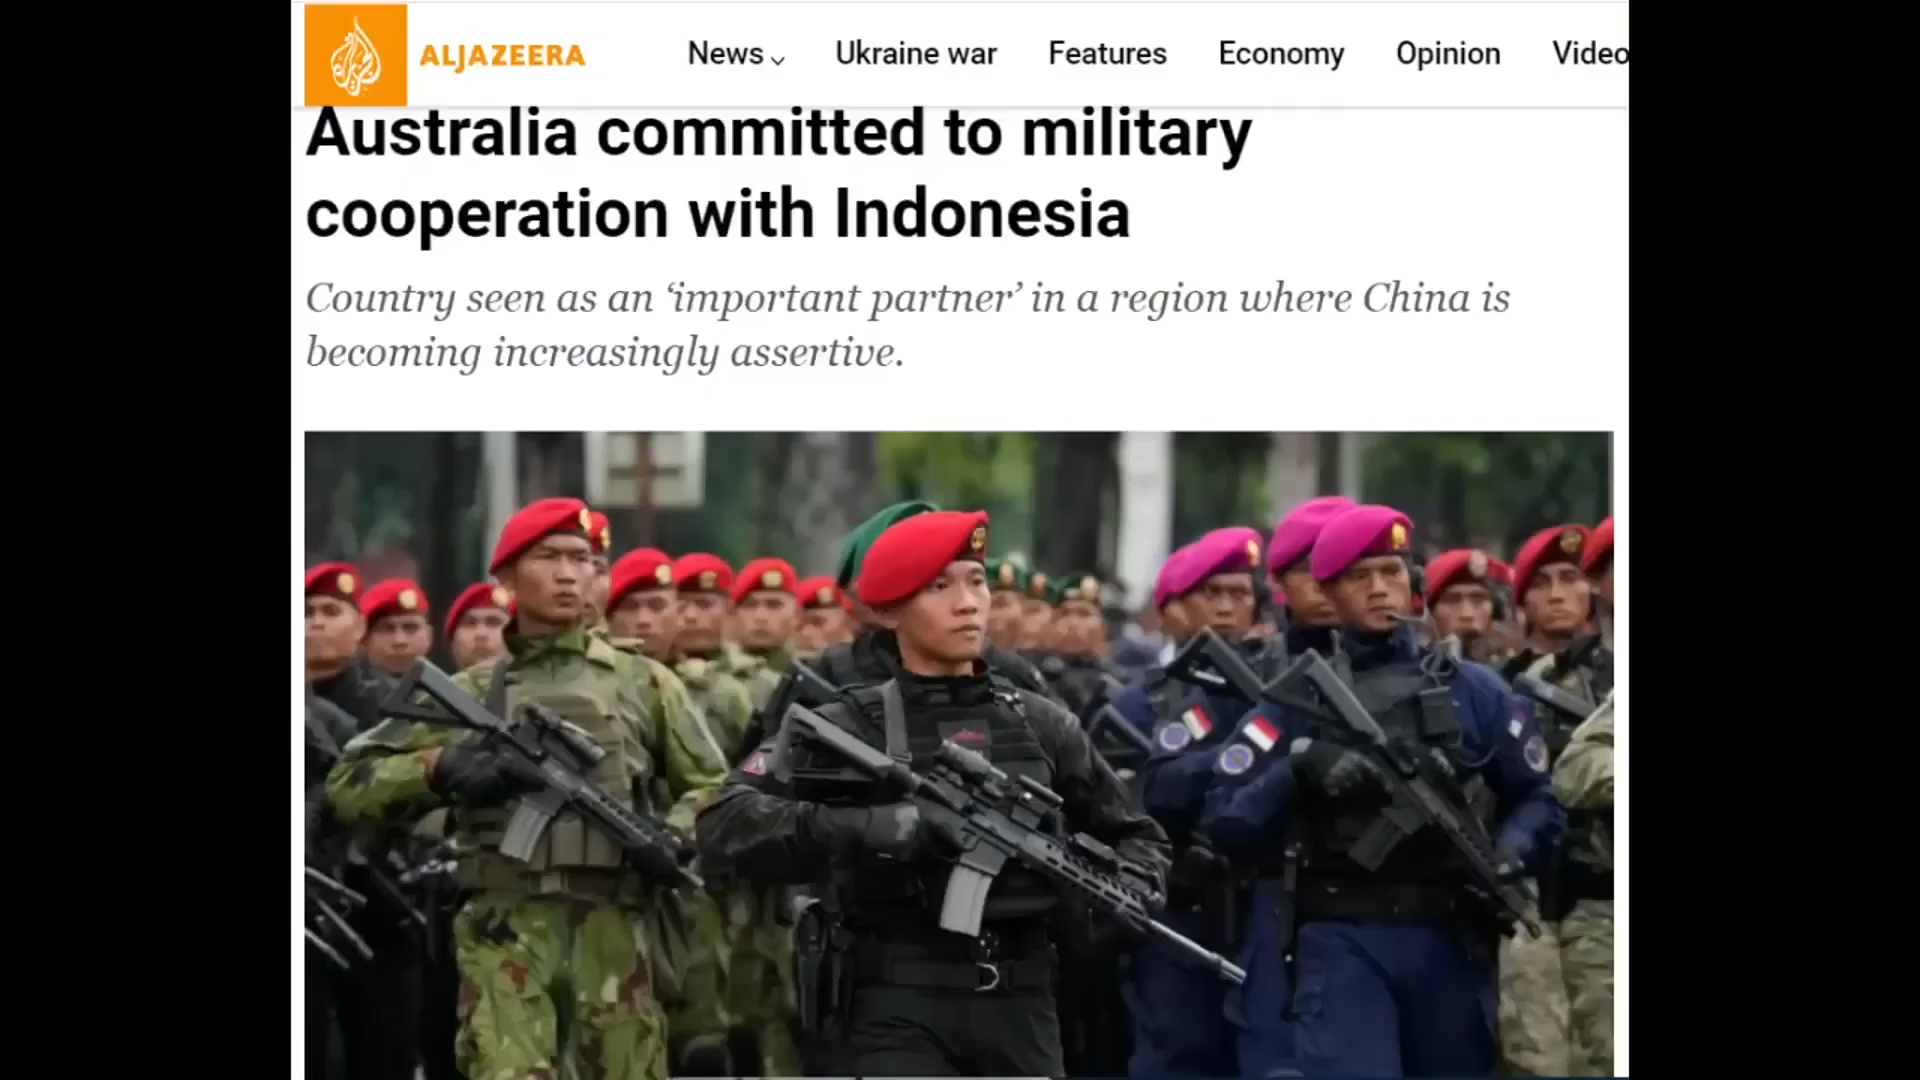 ALJAZEERA
News
Ukraine war
Features
Economy
Opinion
Video
Australia committed to military
cooperation with Indonesia
Country seen as an ‘important partner’ in a region where China is
becoming increasingly assertive.